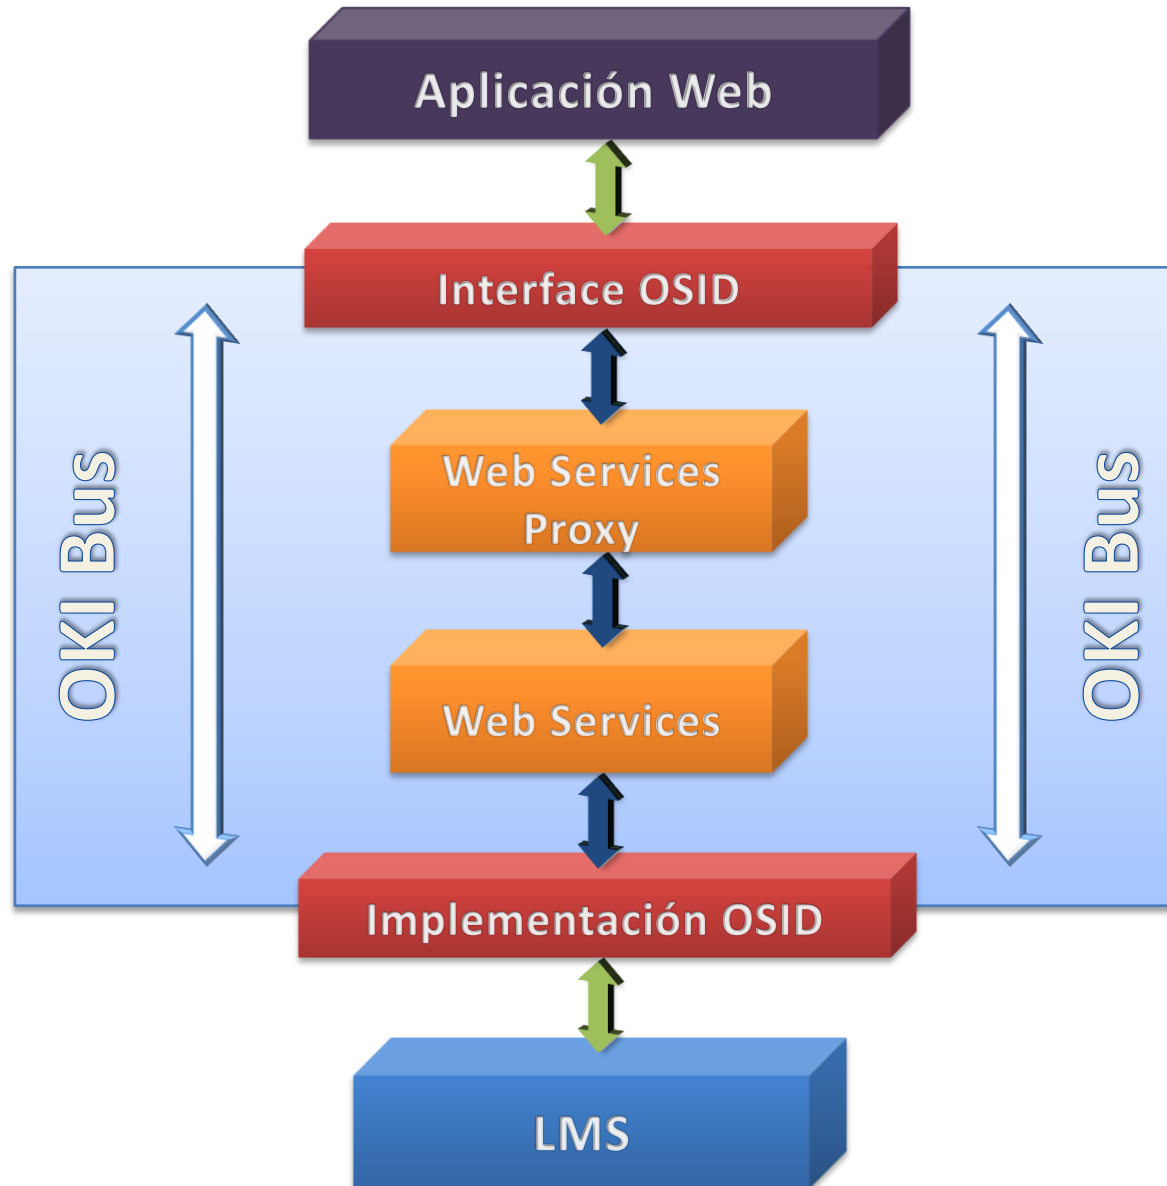 Aplicación Web
Interface OSID
OKI Bus
Web Services
Proxy
OKI Bus
Web Services
Implementación OSID
LMS